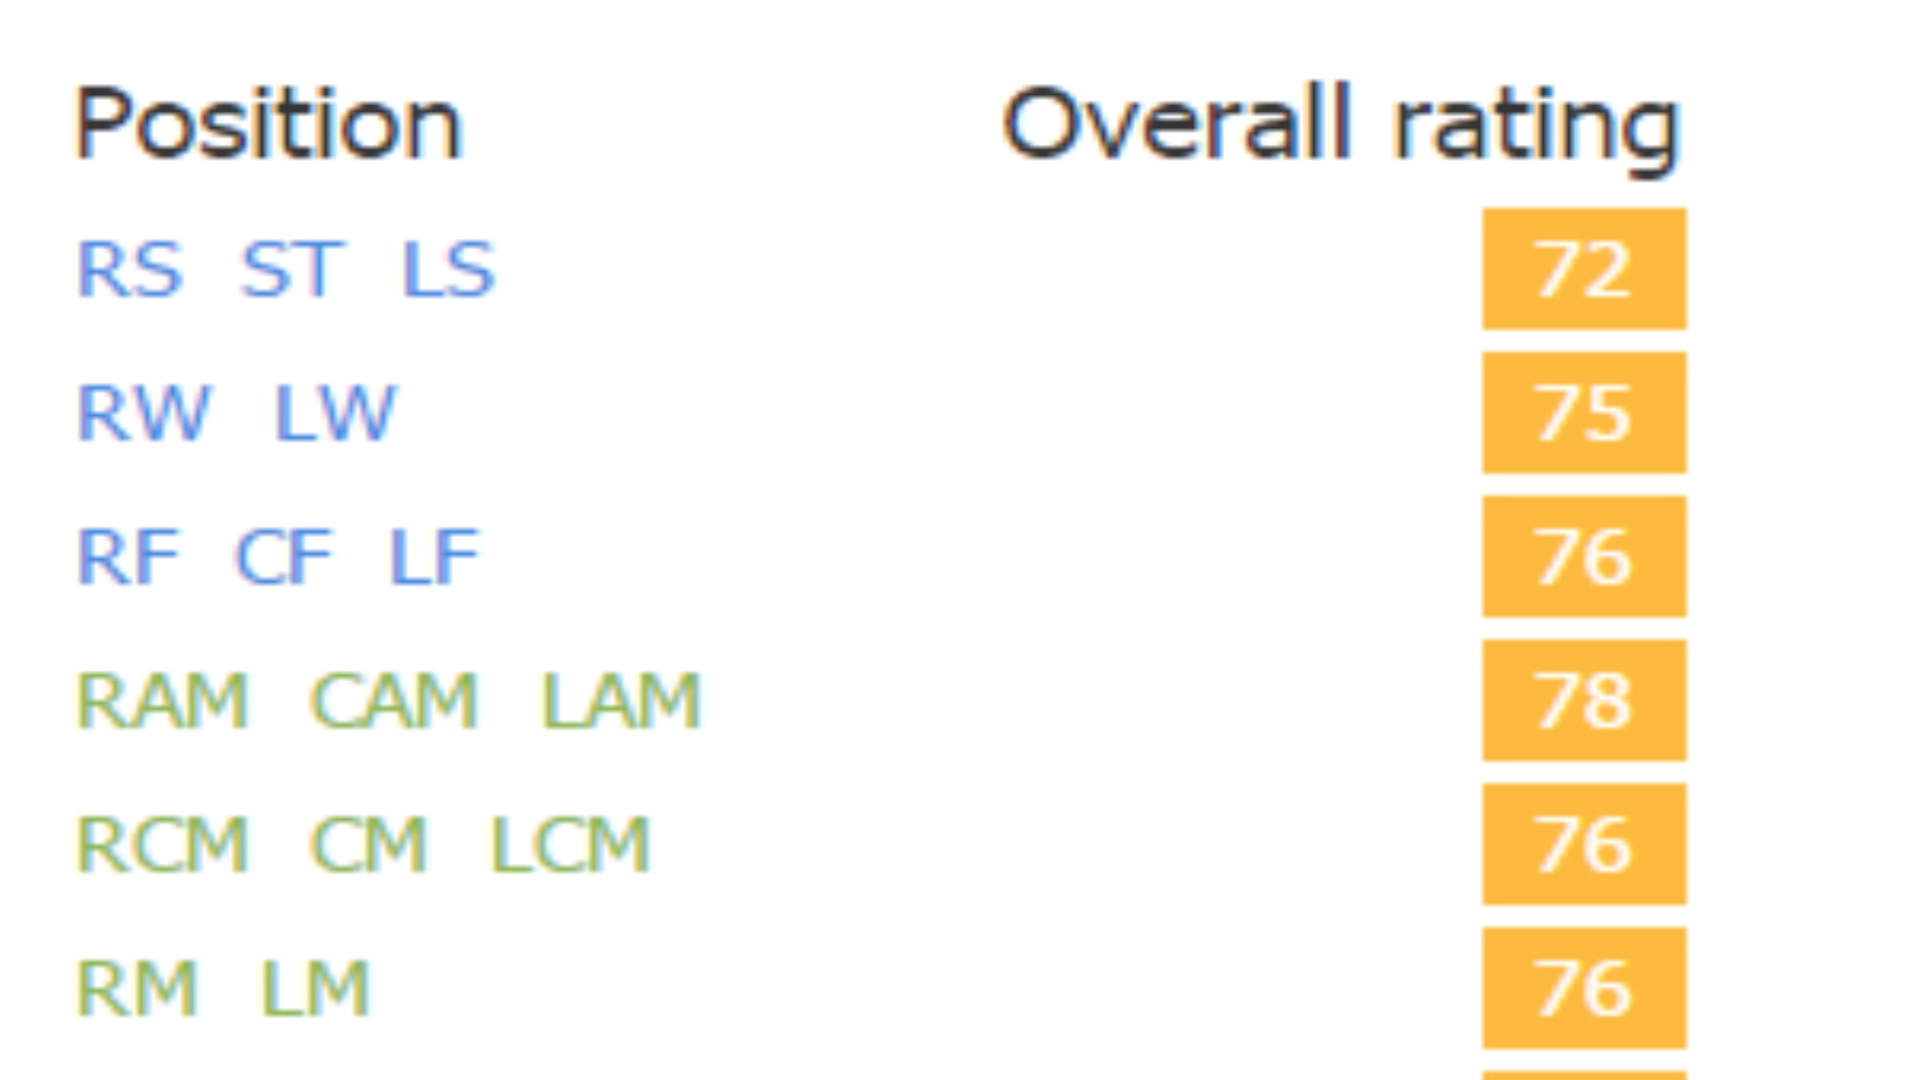 Position Overall rating
RS ST LS 72
RW LW 75
RF CF LF 76
RAM CAM LAM 78
RCM CM LCM 76
RM LM 76